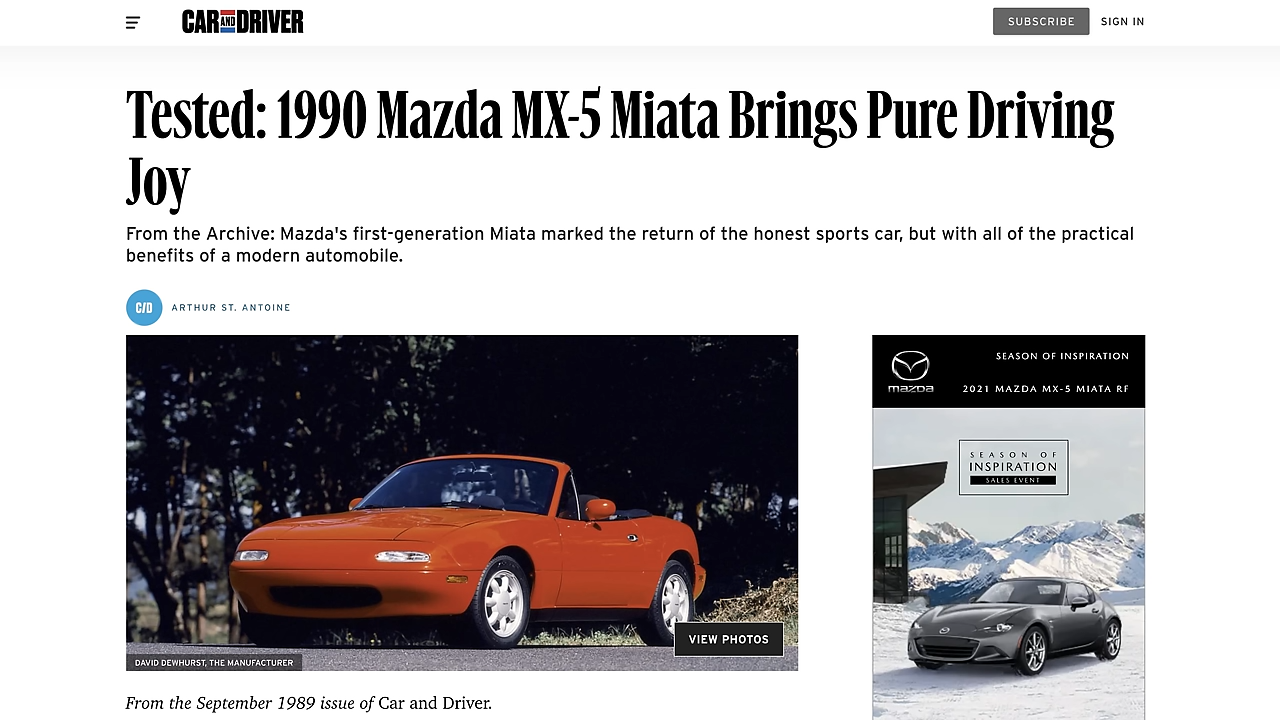 CAR AND DRIVER
SUBSCRIBE
SIGN IN
Tested: 1990 Mazda MX-5 Miata Brings Pure Driving
Joy
From the Archive: Mazda's first-generation Miata marked the return of the honest sports car, but with all of the practical
benefits of a modern automobile.
C/D
ARTHUR ST. ANTOINE
VIEW PHOTOS
DAVID DEWHURST, THE MANUFACTURER
From the September 1989 issue of Car and Driver.
SEASON OF INSPIRATION
mazda
2021 MAZDA MX-5 MIATA RF
SEASON OF
INSPIRATION
SALES EVENT